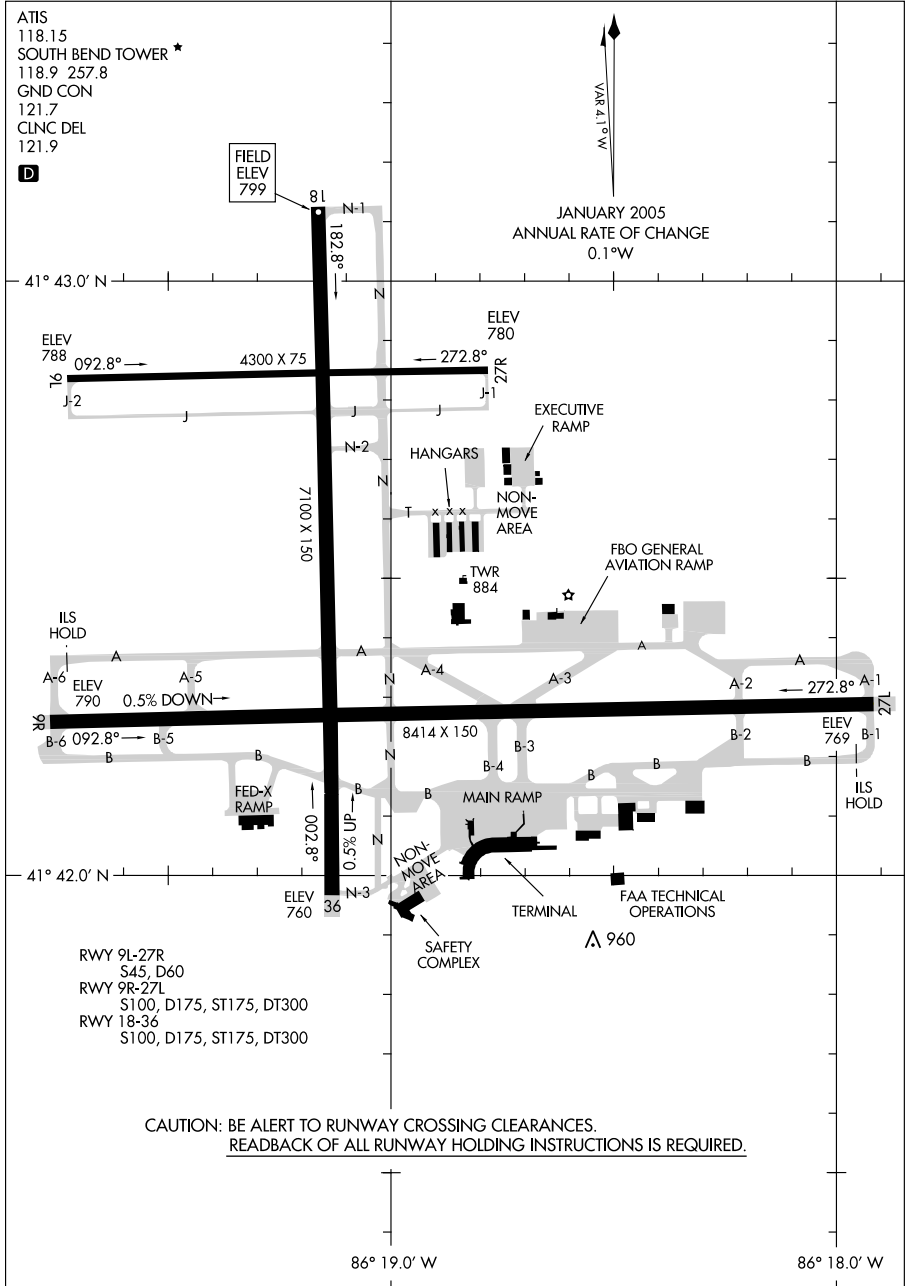 ATIS
118.15
SOUTH BEND TOWER ★
118.9 257.8
GND CON
121.7
CLNC DEL
121.9
D
FIELD
ELEV
799
VAR 4.1° W
JANUARY 2005
ANNUAL RATE OF CHANGE
0.1°W
18
N-1
182.8°
N
41° 43.0' N
ELEV
788
092.8°
4300 X 75
272.8°
ELEV
780
9L
27R
J-2
J
J
J
J-1
N-2
N
7100 X 150
HANGARS
EXECUTIVE
RAMP
T
X X X
NON-
MOVE
AREA
TWR
884
FBO GENERAL
AVIATION RAMP
ILS
HOLD
A
A
A
A
A-6
A-5
A-4
N
A-3
A-2
A-1
ELEV
790
0.5% DOWN
272.8°
9R
27L
092.8°
8414 X 150
ELEV
769
B-6
B-5
B-4
B-3
B-2
B-1
B
B
B
B
B
B
B
N
ILS
HOLD
FED-X
RAMP
002.8°
0.5% UP
N
MAIN RAMP
NON-
MOVE
AREA
41° 42.0' N
ELEV
760
36
N-3
TERMINAL
SAFETY
COMPLEX
FAA TECHNICAL
OPERATIONS
960
RWY 9L-27R
S45, D60
RWY 9R-27L
S100, D175, ST175, DT300
RWY 18-36
S100, D175, ST175, DT300
CAUTION: BE ALERT TO RUNWAY CROSSING CLEARANCES.
READBACK OF ALL RUNWAY HOLDING INSTRUCTIONS IS REQUIRED.
86° 19.0' W
86° 18.0' W